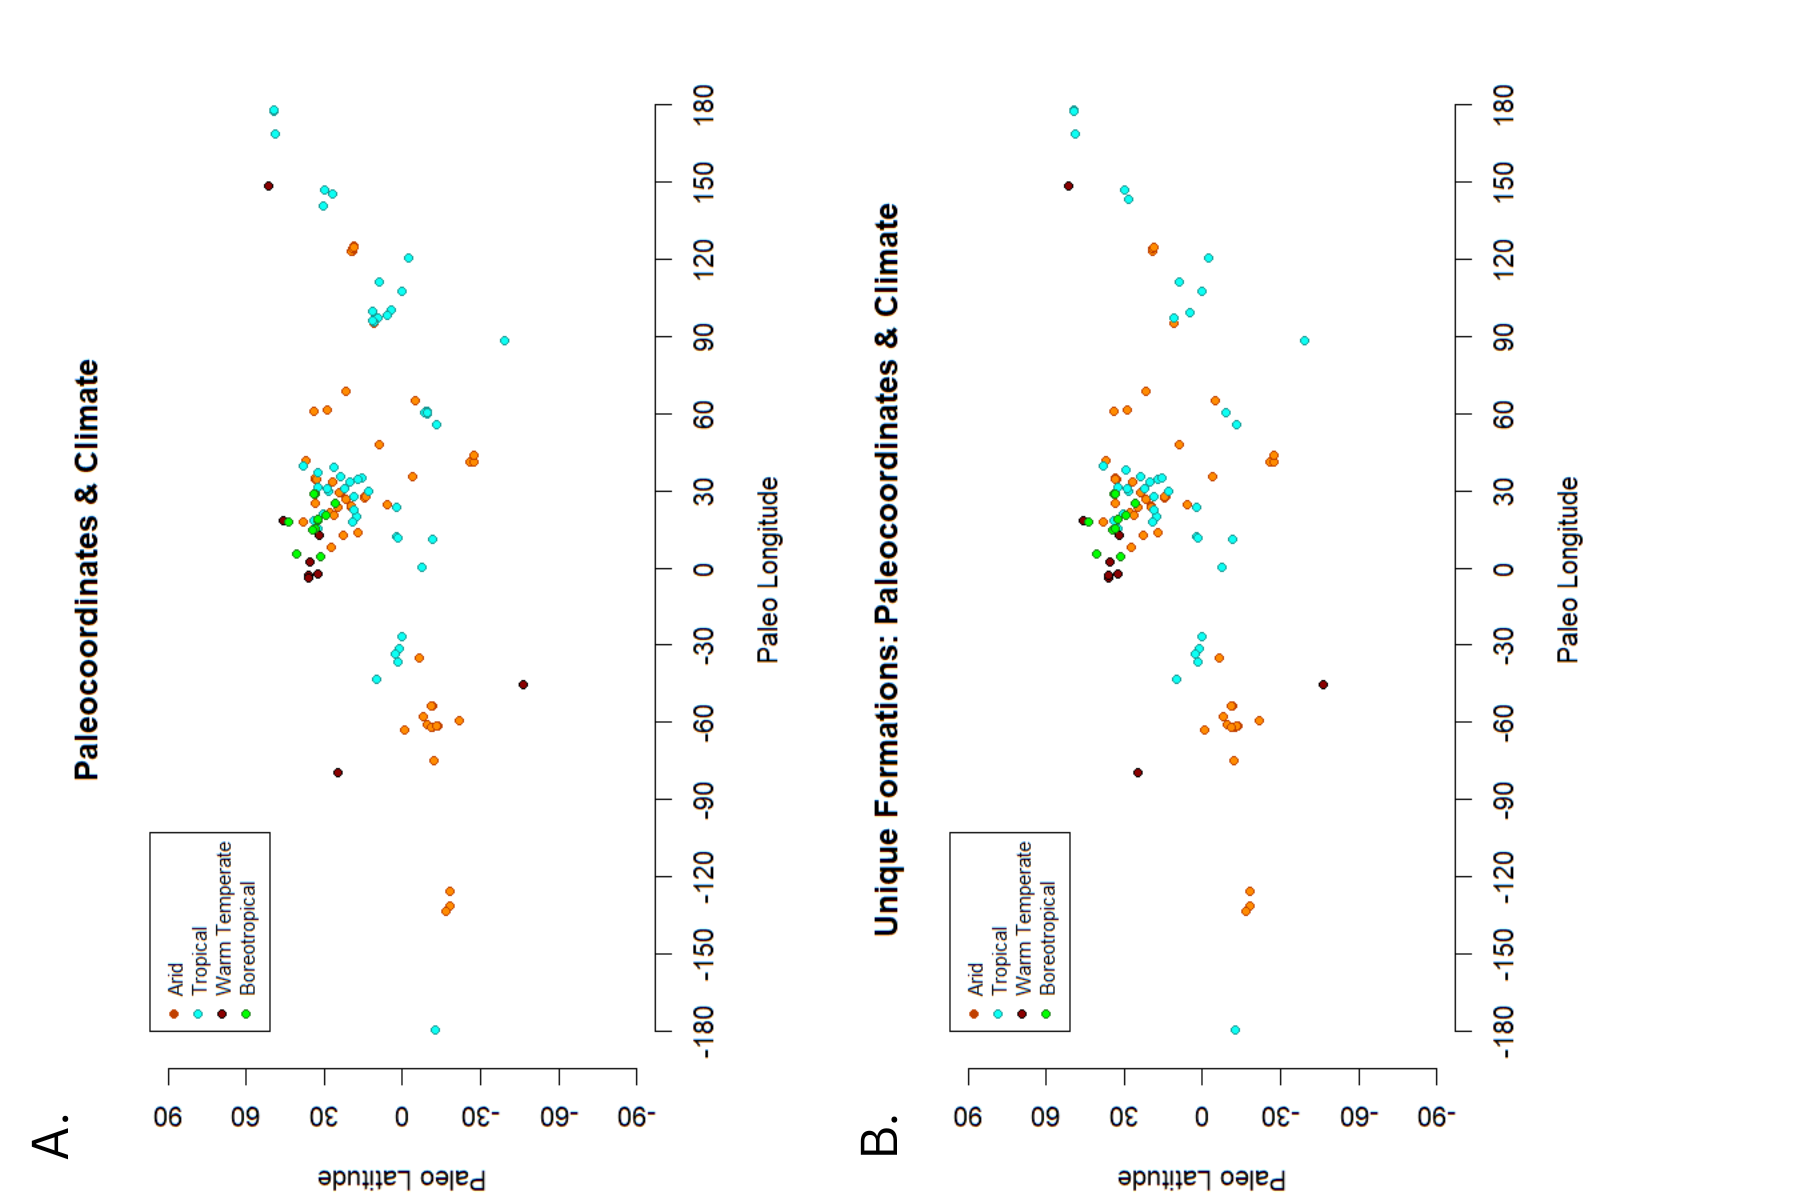 A.
Paleocoordinates & Climate
Arid
Tropical
Warm Temperate
Boreotropical
90
60
30
0
-30
-60
-90
Paleo Latitude
-180
-150
-120
-90
-60
-30
0
30
60
90
120
150
180
Paleo Longitude
B.
Unique Formations: Paleocoordinates & Climate
Arid
Tropical
Warm Temperate
Boreotropical
90
60
30
0
-30
-60
-90
Paleo Latitude
-180
-150
-120
-90
-60
-30
0
30
60
90
120
150
180
Paleo Longitude